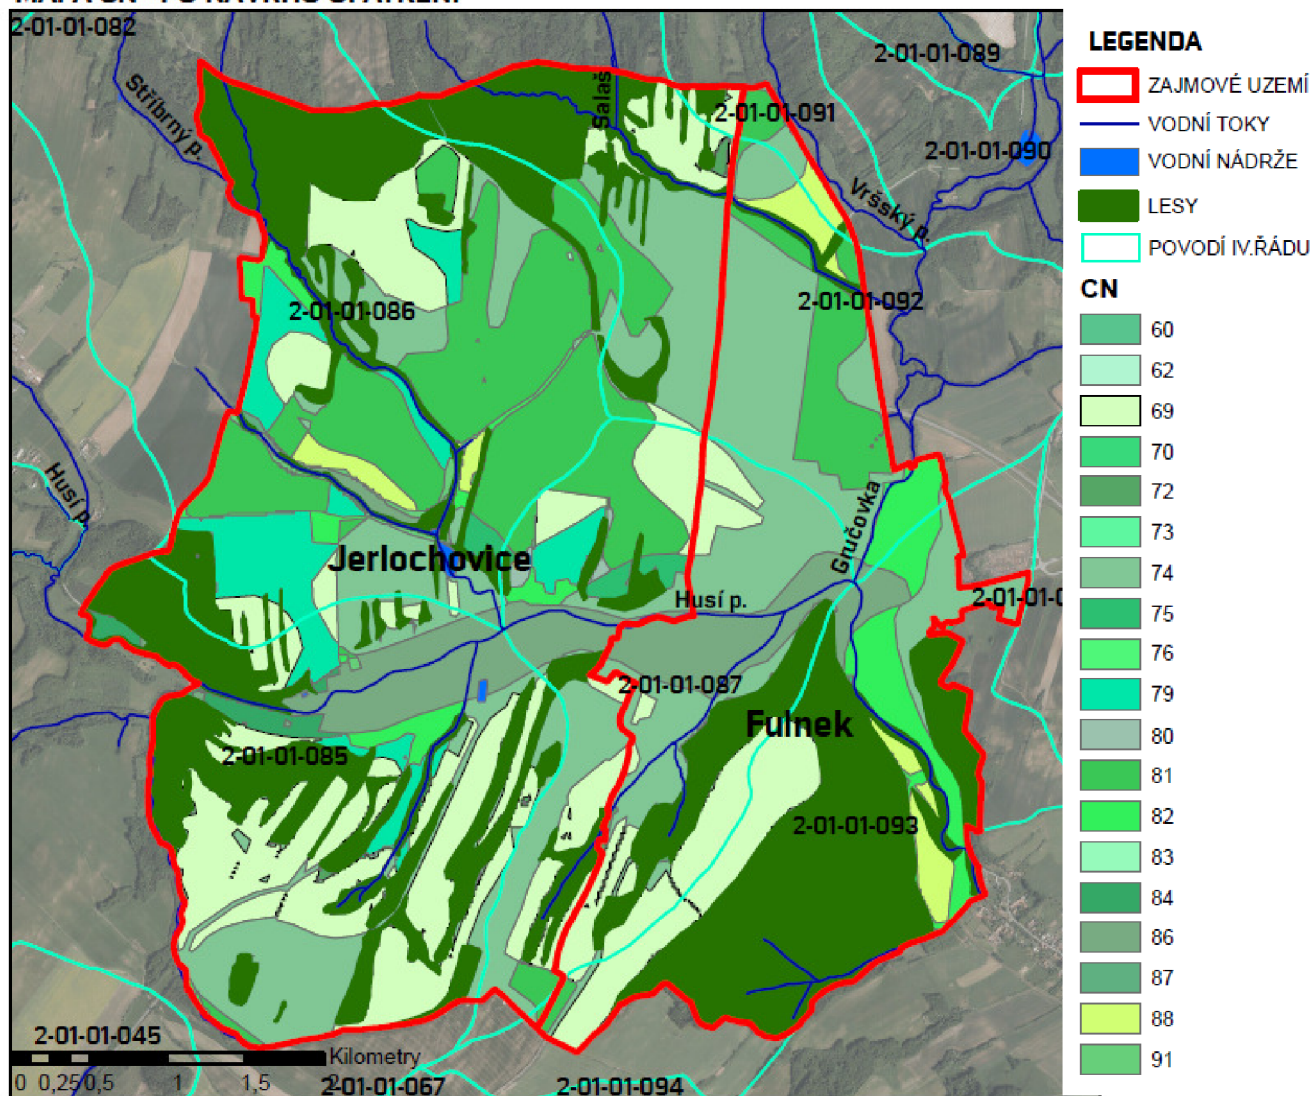 2-01-01-082
2-01-01-089
Stříbrný p.
Salaš
2-01-01-091
2-01-01-090
Vršský p.
2-01-01-086
2-01-01-092
Husí p.
Gručovka
Jerlochovice
Husí p.
2-01-01-0
2-01-01-087
Fulnek
2-01-01-085
2-01-01-093
2-01-01-045
Kilometry
0 0,25 0,5 1 1,5 2
2-01-01-067
2-01-01-094
LEGENDA
ZAJMOVÉ UZEMÍ
VODNÍ TOKY
VODNÍ NÁDRŽE
LESY
POVODÍ IV.ŘÁDU
CN
60
62
69
70
72
73
74
75
76
79
80
81
82
83
84
86
87
88
91